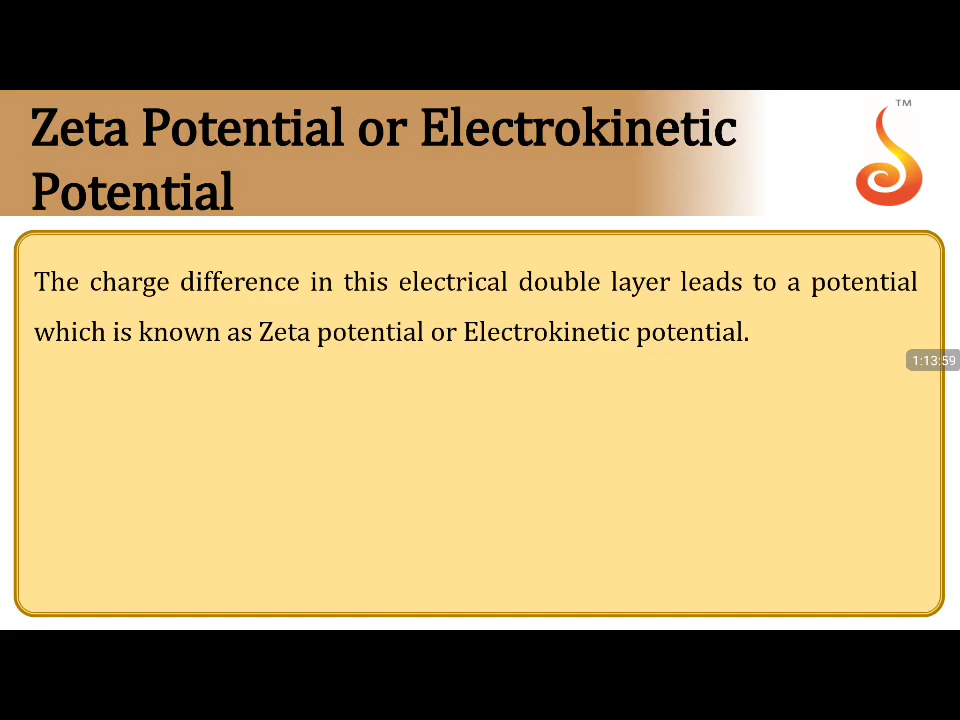 Zeta Potential or Electrokinetic
Potential
TM
The charge difference in this electrical double layer leads to a potential
which is known as Zeta potential or Electrokinetic potential.
1:13:59